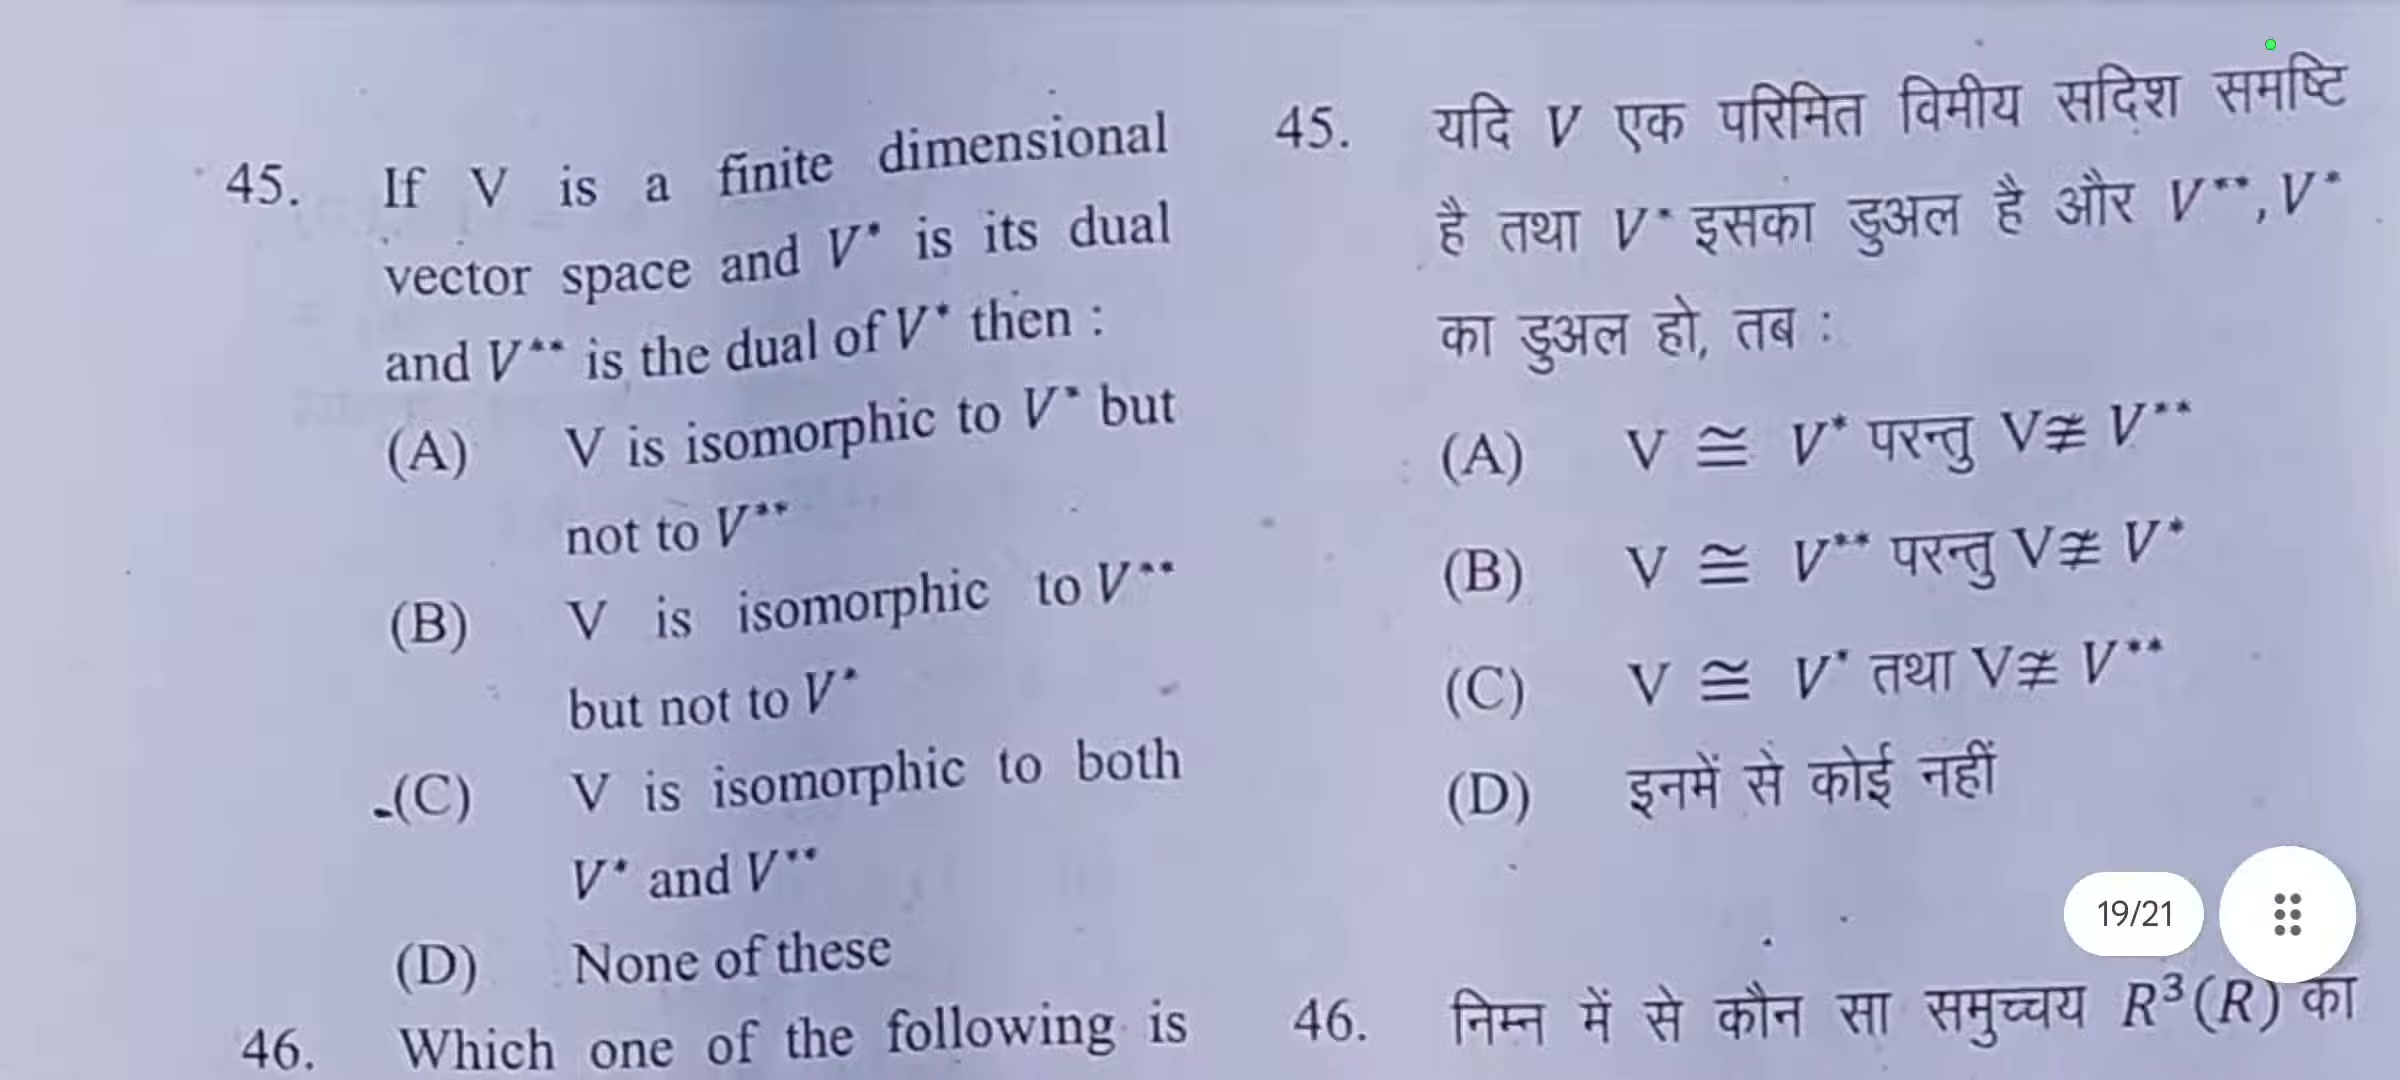 45. If V is a finite dimensional
vector space and V* is its dual
and V** is the dual of V* then :
(A) V is isomorphic to V* but
not to V**
(B) V is isomorphic to V**
but not to V*
(C) V is isomorphic to both
V* and V**
(D) None of these
46. Which one of the following is
45. यदि V एक परिमित विमीय सदिश समष्टि
है तथा V* इसका डुअल है और V**, V*
का डुअल हो, तब :
(A) V ≅ V* परन्तु V≇ V**
(B) V ≅ V** परन्तु V≇ V*
(C) V ≅ V* तथा V≇ V**
(D) इनमें से कोई नहीं
19/21
46. निम्न में से कौन सा समुच्चय R³(R) का